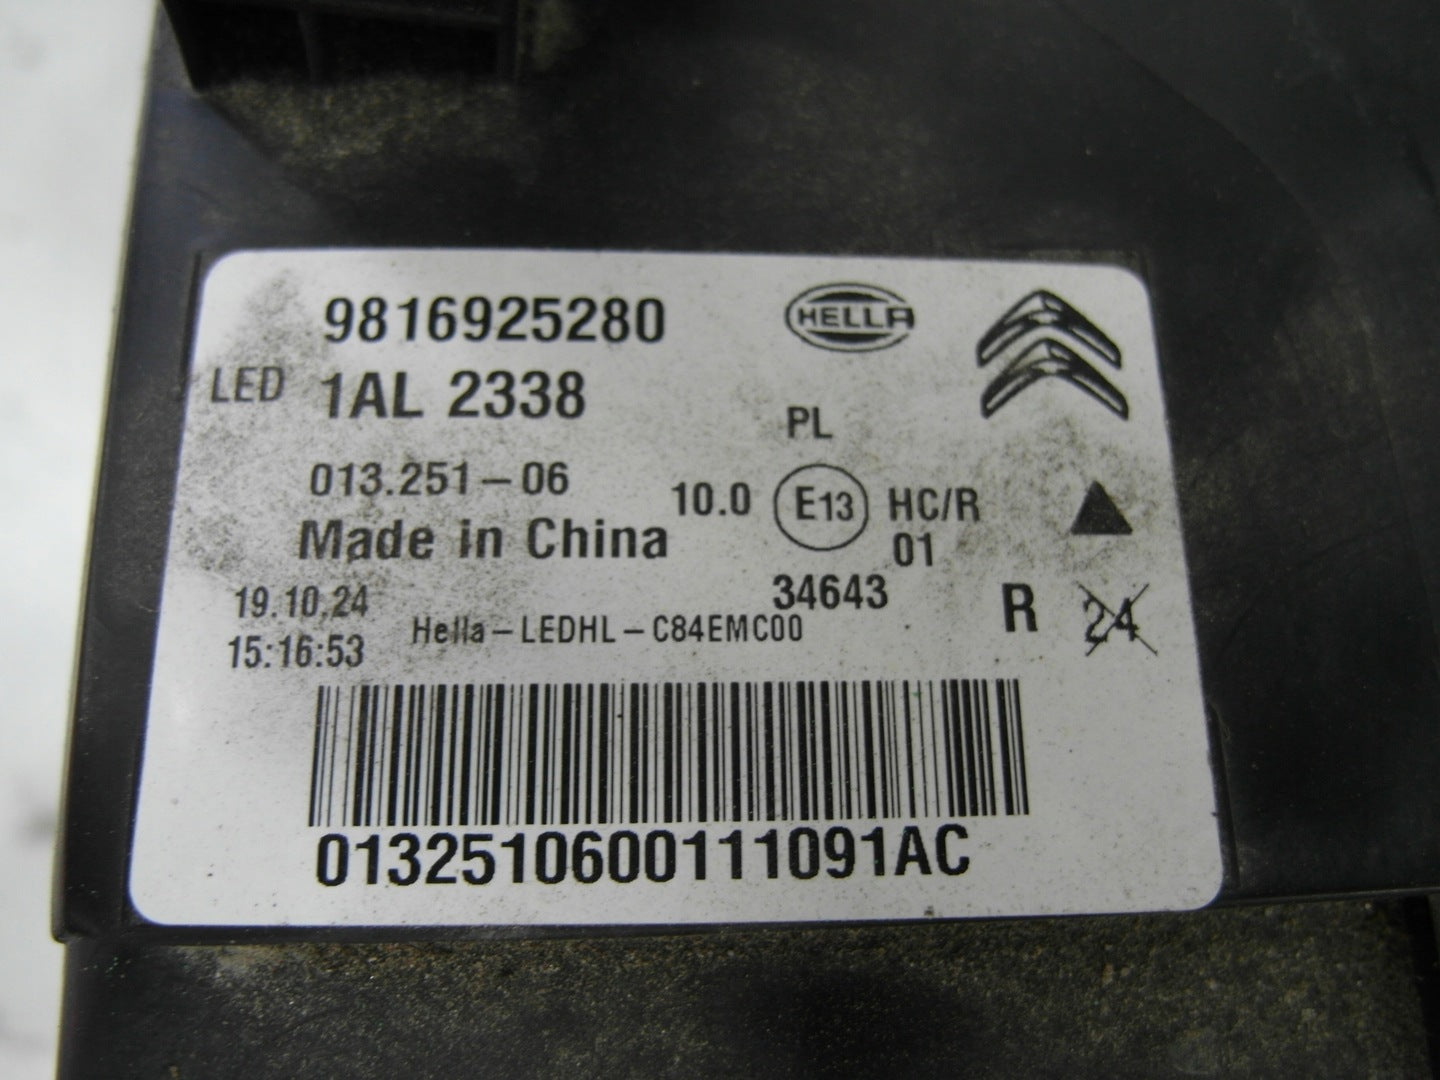 9816925280
HELLA
LED 1AL 2338
PL
013.251-06
10.0 E13 HC/R
01
Made in China
34643
19.10.24
15:16:53
Hella-LEDHL-C84EMC00
R 24
0132510600111091AC